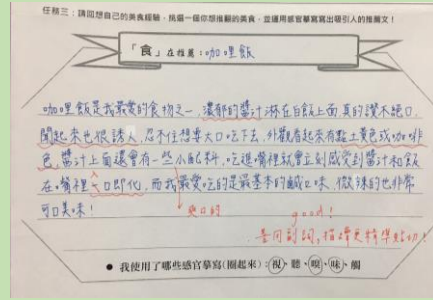 任務三:請回想自己的美食經驗,挑選一個你想推薦的美食,並運用感官摹寫寫出吸引人的推薦文!
「食」在推薦:咖哩飯
咖哩飯是我最愛的食物之一,濃郁的醬汁淋在白飯上面真的讚不絕口,
聞起來也很誘人,忍不住想要大口吃下去,外觀看起來有點土黃色或咖啡
色,醬汁上面還會有一些小配料,吃進嘴裡就會立刻感受到醬汁和飯
在嘴裡入口即化,而我最愛吃的是最基本的鹹口味,微辣的也非常
可口美味!
爽口的
good!
善用副詞,描繪更精準貼切!
●我使用了哪些感官摹寫(圈起來):視、聽、嗅、味、觸